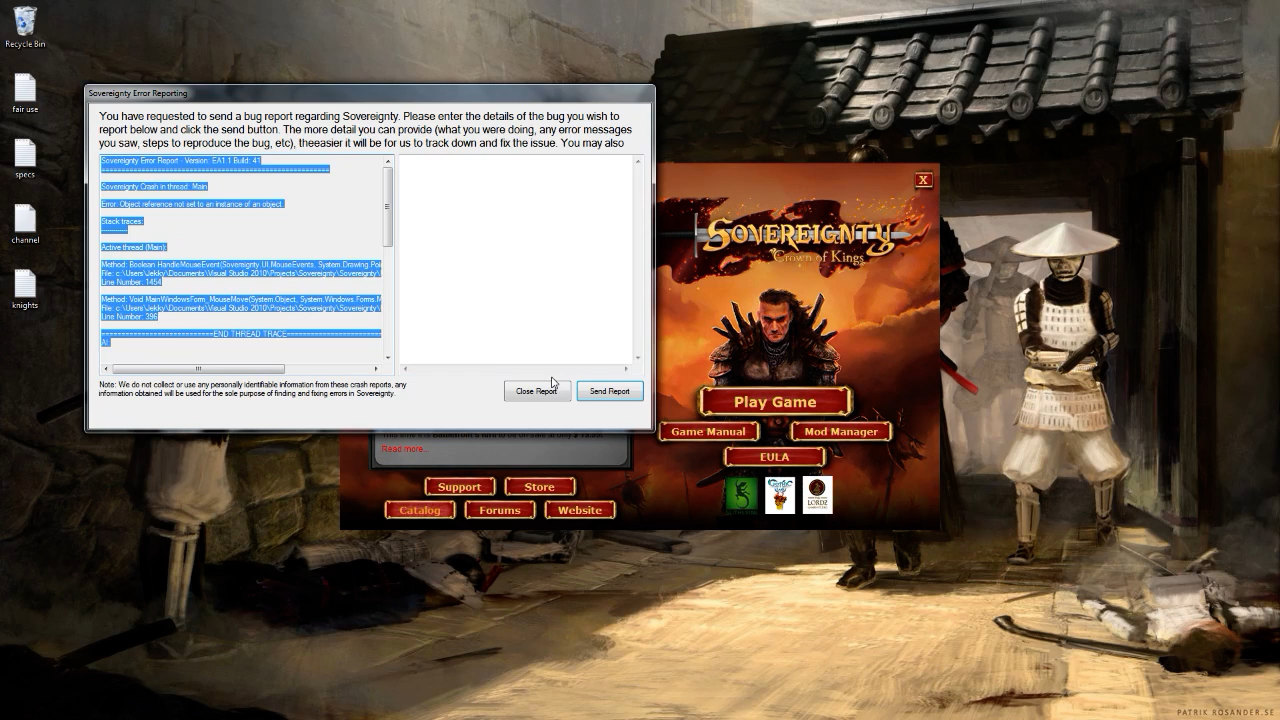 Recycle Bin
fair use
specs
channel
knights
Sovereignty Error Reporting
You have requested to send a bug report regarding Sovereignty. Please enter the details of the bug you wish to
report below and click the send button. The more detail you can provide (what you were doing, any error messages
you saw, steps to reproduce the bug, etc), theeasier it will be for us to track down and fix the issue. You may also
Sovereignty Error Report - Version: EA1.1 Build: 41
Sovereignty Crash in thread: Main
Error: Object reference not set to an instance of an object.
Stack traces:
Active thread (Main):
Method: Boolean HandleMouseEvent(Sovereignty.UI.MouseEvents, System.Drawing.Poi
File: c:\Users\Jekky\Documents\Visual Studio 2010\Projects\Sovereignty\Sovereignty\
Line Number: 1454
Method: Void MainWindowsForm_MouseMove(System.Object, System.Windows.Forms.M
File: c:\Users\Jekky\Documents\Visual Studio 2010\Projects\Sovereignty\Sovereignty\
Line Number: 396
END THREAD TRACE
AI:
Note: We do not collect or use any personally identifiable information from these crash reports, any
information obtained will be used for the sole purpose of finding and fixing errors in Sovereignty.
Close Report
Send Report
X
SOVEREIGNTY
Crown of Kings
Play Game
Game Manual
Mod Manager
EULA
Read more..
Support
Store
Catalog
Forums
Website
LORDZ
PATRIK ROSANDER.SE